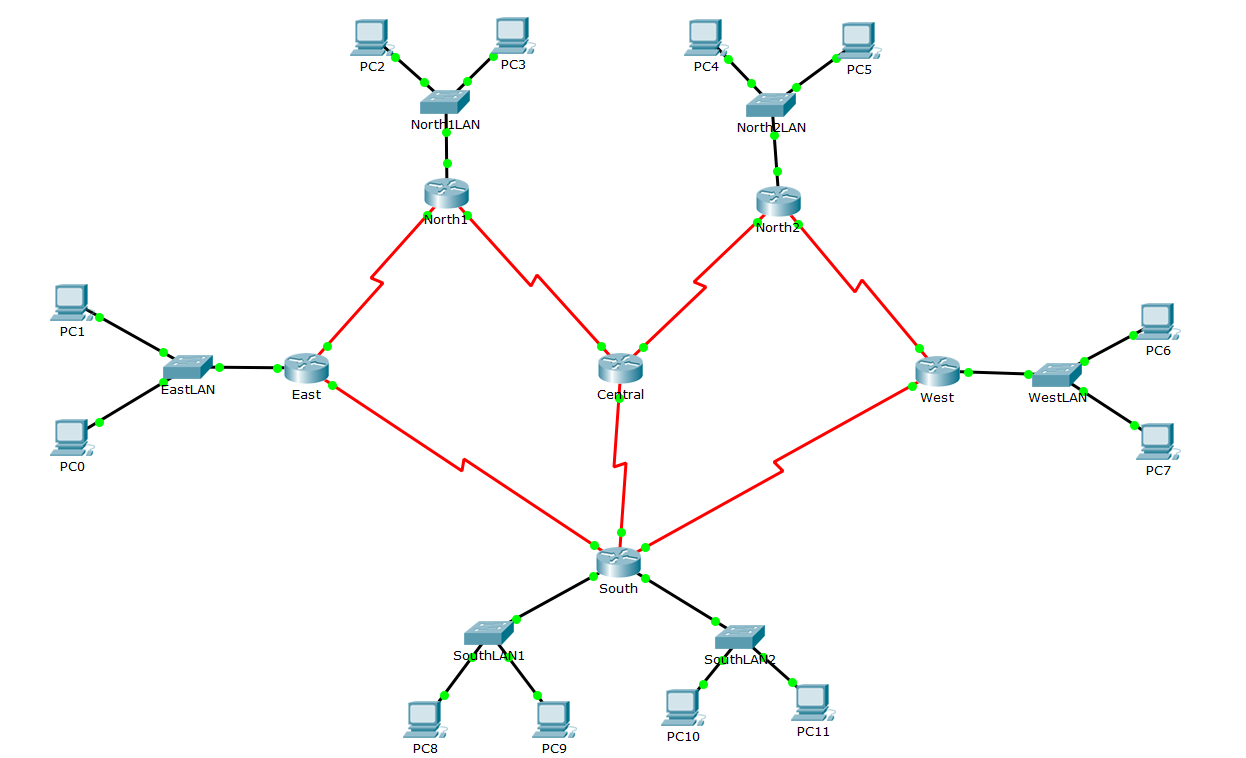 PC2
PC3
PC4
PC5
North1LAN
North2LAN
North1
North2
PC1
PC6
EastLAN
East
Central
West
WestLAN
PC0
PC7
South
SouthLAN1
SouthLAN2
PC8
PC9
PC10
PC11